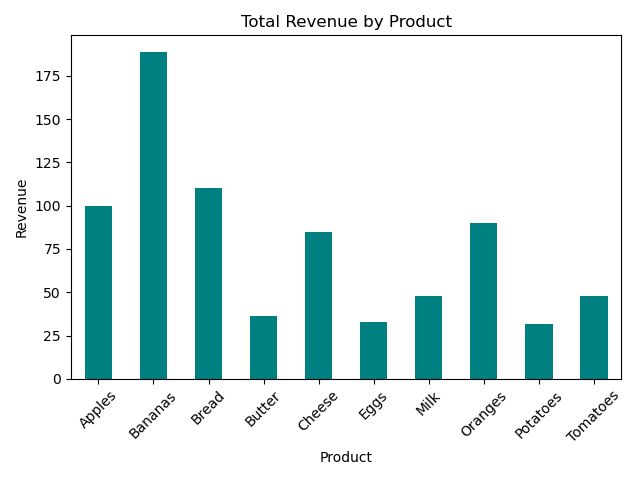 Total Revenue by Product
Revenue
175
150
125
100
75
50
25
0
Apples
Bananas
Bread
Butter
Cheese
Eggs
Milk
Oranges
Potatoes
Tomatoes
Product